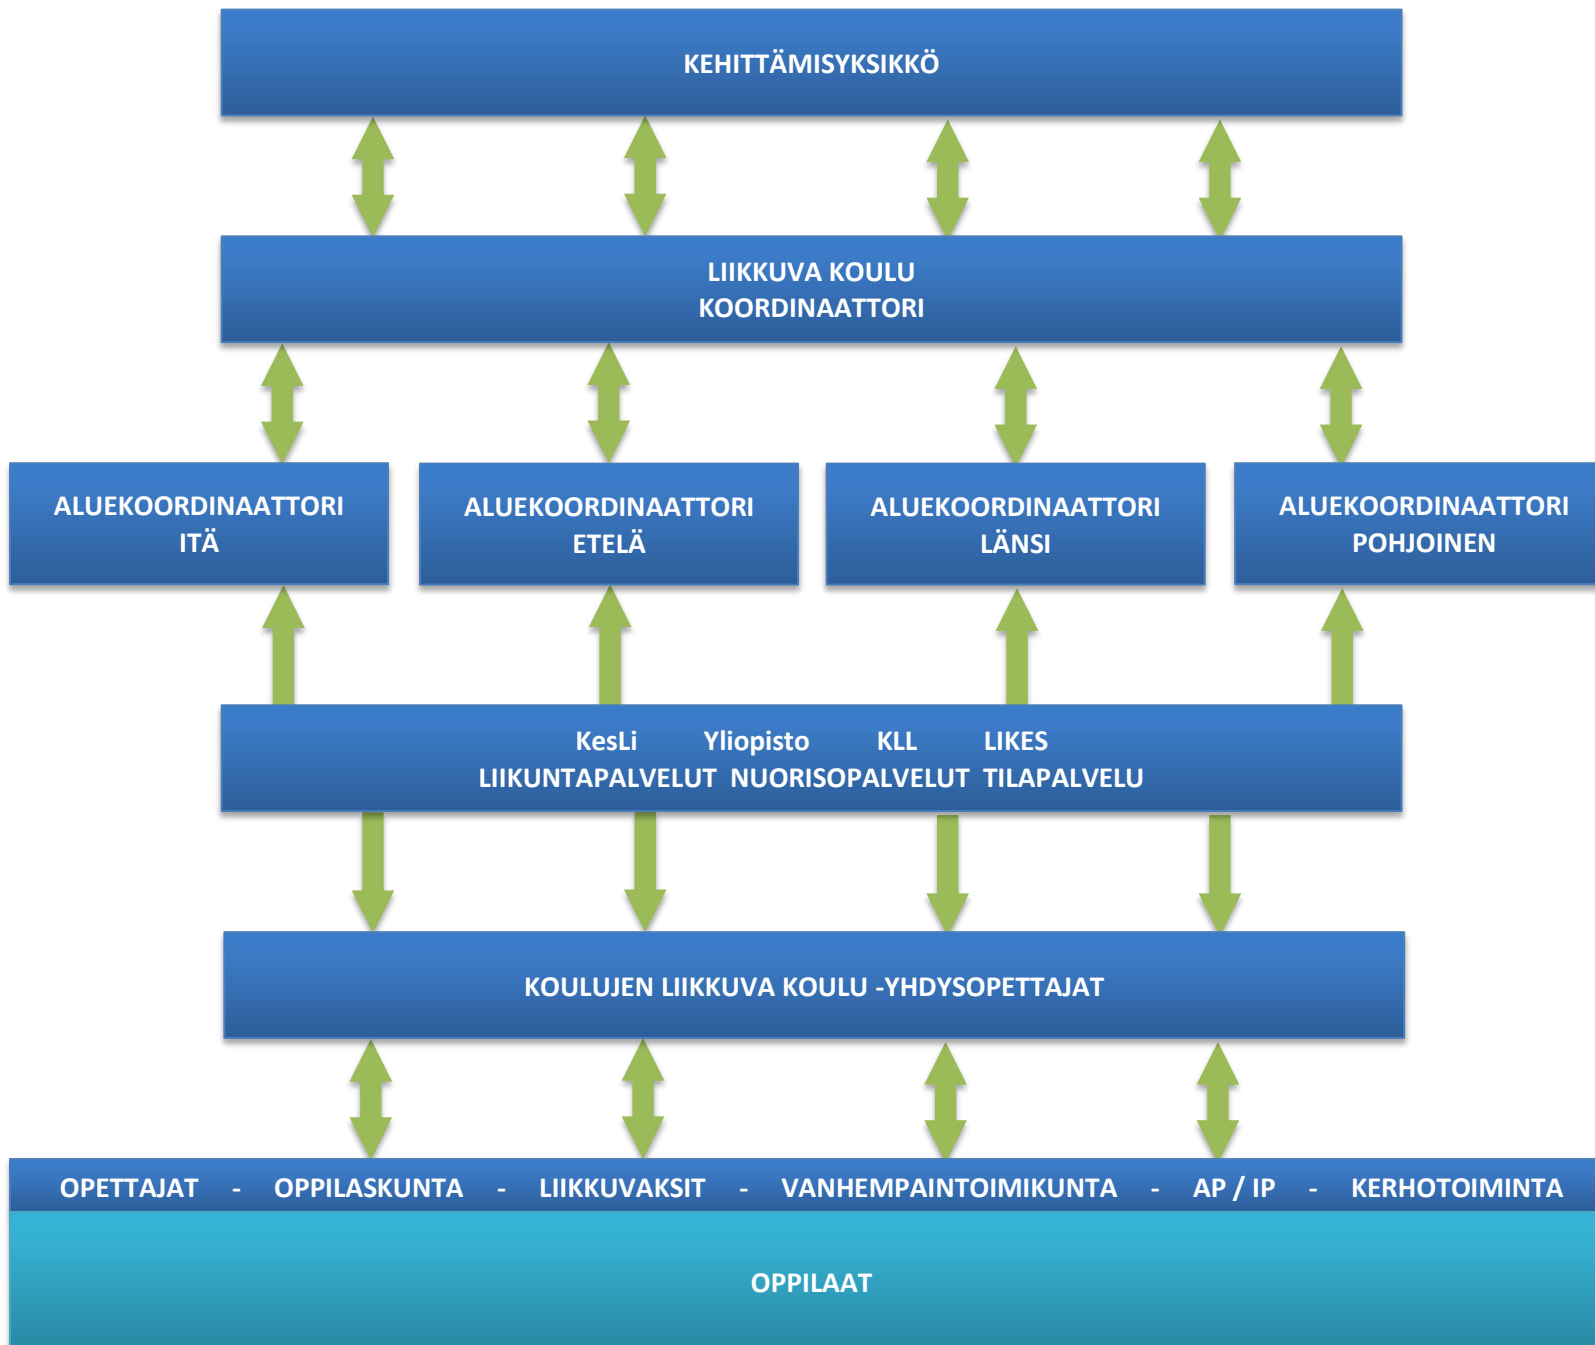 KEHITTÄMISYKSIKKÖ
LIIKKUVA KOULU
KOORDINAATTORI
ALUEKOORDINAATTORI
ITÄ
ALUEKOORDINAATTORI
ETELÄ
ALUEKOORDINAATTORI
LÄNSI
ALUEKOORDINAATTORI
POHJOINEN
KesLi Yliopisto KLL LIKES
LIIKUNTAPALVELUT NUORISOPALVELUT TILAPALVELU
KOULUJEN LIIKKUVA KOULU -YHDYSOPETTAJAT
OPETTAJAT - OPPILASKUNTA - LIIKKUVAKSIT - VANHEMPAINTOIMIKUNTA - AP / IP - KERHOTOIMINTA
OPPILAAT